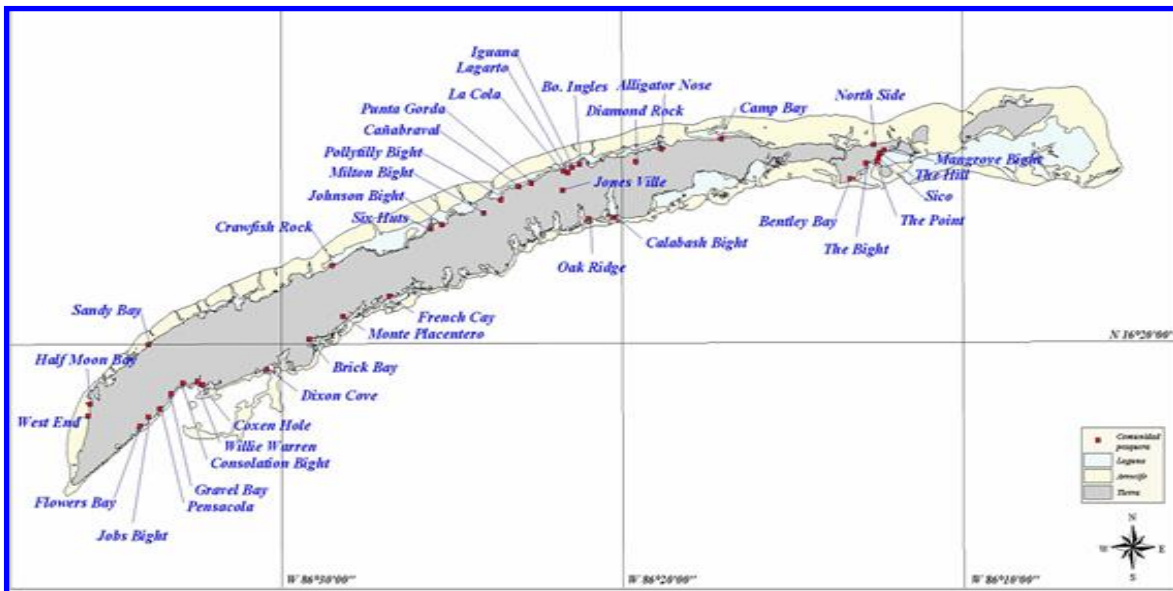 Iguana
Lagarto
Bo. Ingles
Alligator Nose
La Cola
Diamond Rock
Camp Bay
North Side
Punta Gorda
Cañabraval
Pollytilly Bight
Milton Bight
Johnson Bight
Six Huts
Crawfish Rock
Jones Ville
Mangrove Bight
The Hill
Sico
The Point
Bentley Bay
The Bight
Calabash Bight
Oak Ridge
French Cay
Monte Placentero
Sandy Bay
N 16°20'00''
Half Moon Bay
Brick Bay
Dixon Cove
West End
Coxen Hole
Willie Warren
Consolation Bight
Gravel Bay
Flowers Bay
Pensacola
Jobs Bight
Comunidad
pesquera
Laguna
Arrecife
Tierra
N
W
E
S
W 86°30'00''
W 86°20'00''
W 86°10'00''